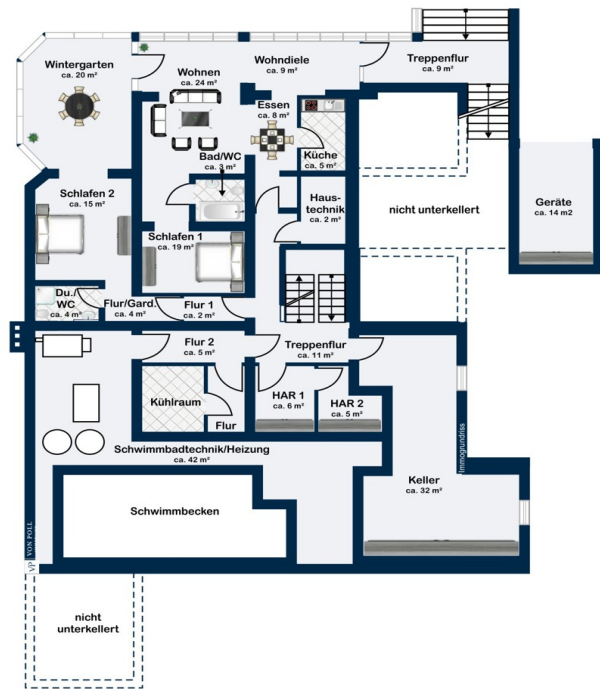 Wintergarten
ca. 20 m²
Wohnen
ca. 24 m²
Wohndiele
ca. 9 m²
Treppenflur
ca. 9 m²
Essen
ca. 8 m²
Küche
ca. 5 m²
Bad/WC
ca. 3 m²
Schlafen 2
ca. 15 m²
Haus-
technik
ca. 2 m²
nicht unterkellert
Geräte
ca. 14 m2
Schlafen 1
ca. 19 m²
Du./
WC
ca. 4 m²
Flur/Gard.
ca. 4 m²
Flur 1
ca. 2 m²
Flur 2
ca. 5 m²
Treppenflur
ca. 11 m²
Kühlraum
Flur
HAR 1
ca. 6 m²
HAR 2
ca. 5 m²
Schwimmbadtechnik/Heizung
ca. 42 m²
Keller
ca. 32 m²
Immogrundriss
Schwimmbecken
VP VON POLL
nicht
unterkellert